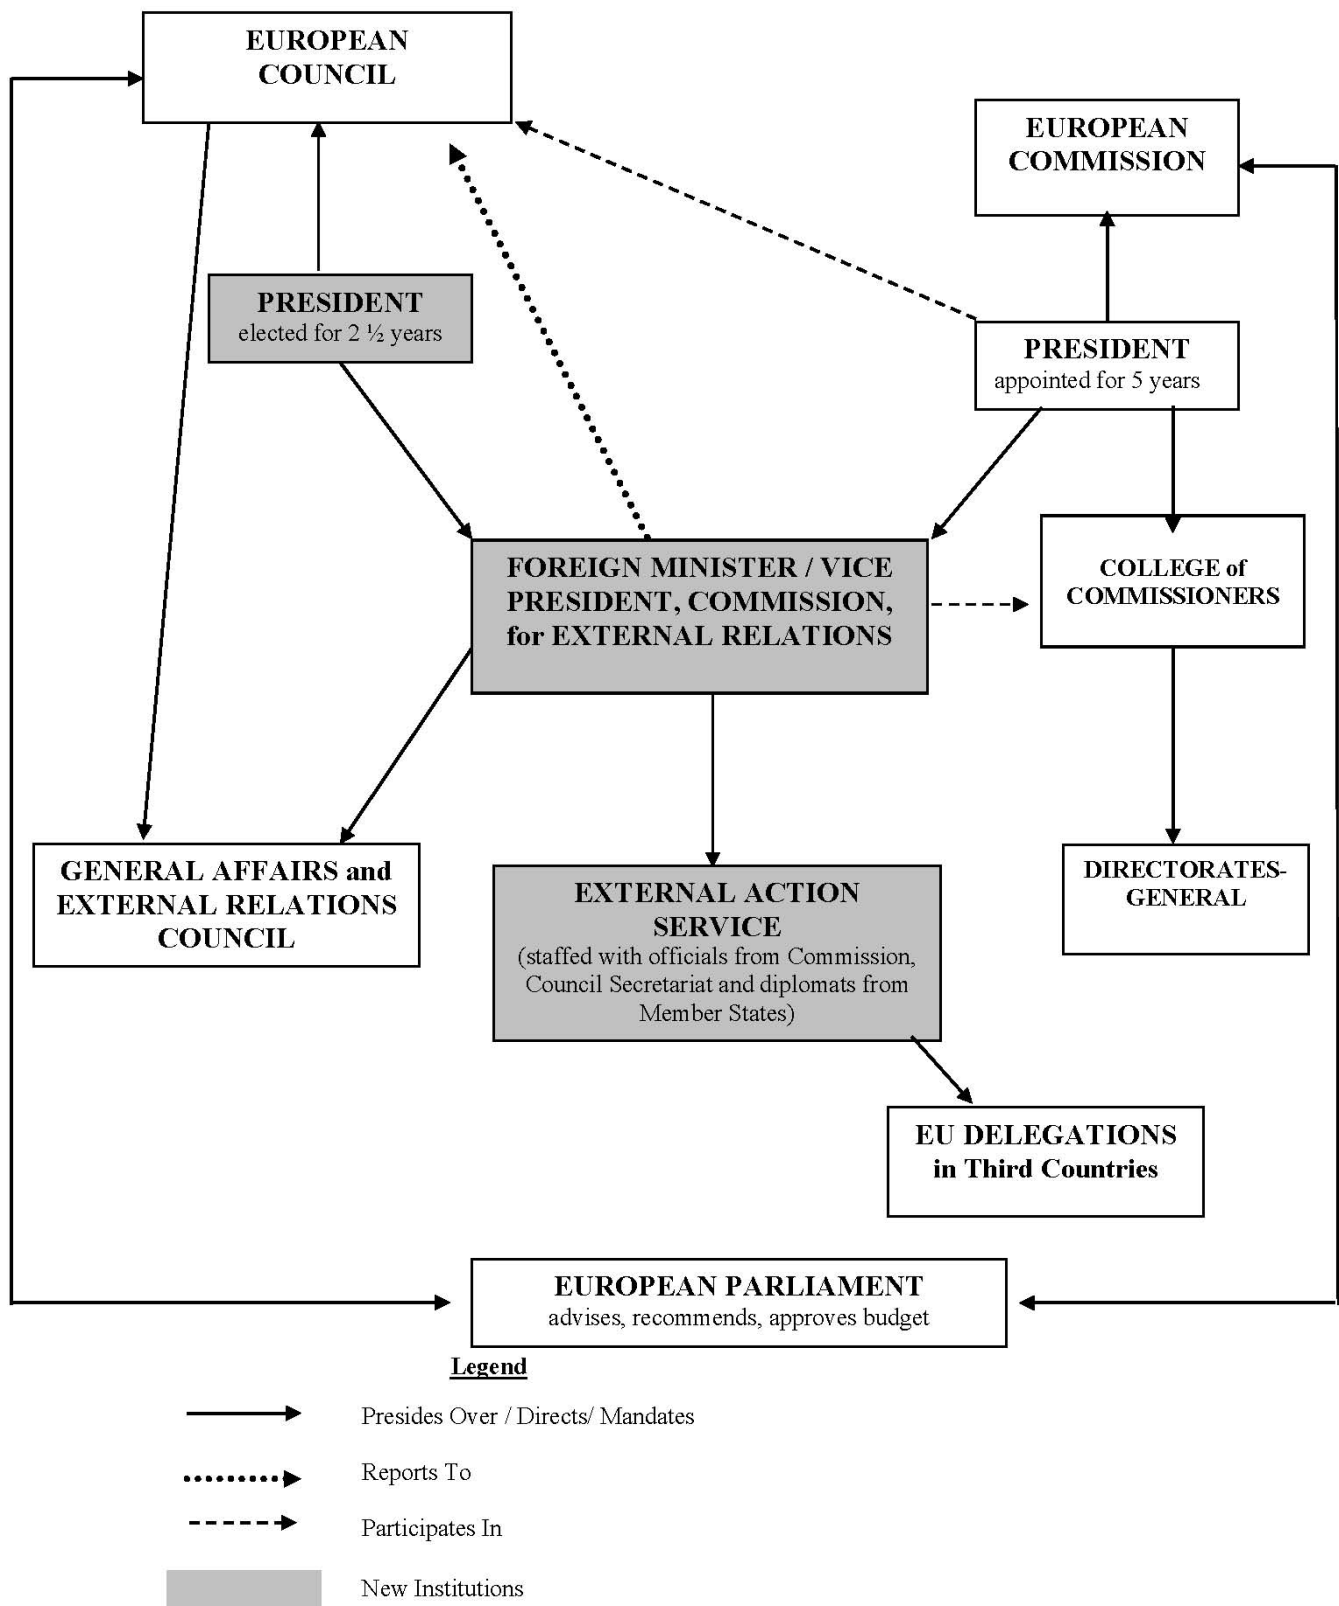 EUROPEAN
COUNCIL
EUROPEAN
COMMISSION
PRESIDENT
elected for 2 ½ years
PRESIDENT
appointed for 5 years
FOREIGN MINISTER / VICE
PRESIDENT, COMMISSION,
for EXTERNAL RELATIONS
COLLEGE of
COMMISSIONERS
GENERAL AFFAIRS and
EXTERNAL RELATIONS
COUNCIL
EXTERNAL ACTION
SERVICE
(staffed with officials from Commission,
Council Secretariat and diplomats from
Member States)
DIRECTORATES-
GENERAL
EU DELEGATIONS
in Third Countries
EUROPEAN PARLIAMENT
advises, recommends, approves budget
Legend
Presides Over / Directs/ Mandates
Reports To
Participates In
New Institutions